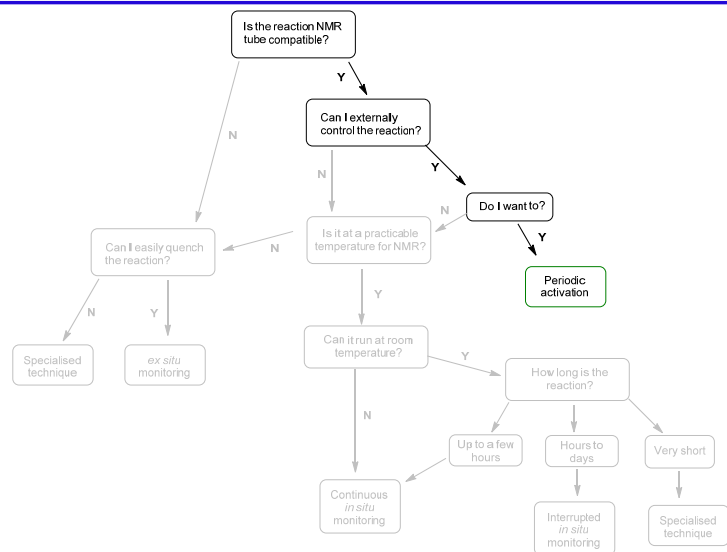 Is the reaction NMR
tube compatible?
Y
Can I externally
control the reaction?
N
N
Y
Do I want to?
N
Is it at a practicable
temperature for NMR?
Can I easily quench
the reaction?
N
Y
Periodic
activation
Y
N
Y
Can it run at room
temperature?
Specialised
technique
ex situ
monitoring
Y
How long is the
reaction?
N
Up to a few
hours
Hours to
days
Very short
Continuous
in situ
monitoring
Interrupted
in situ
monitoring
Specialised
technique